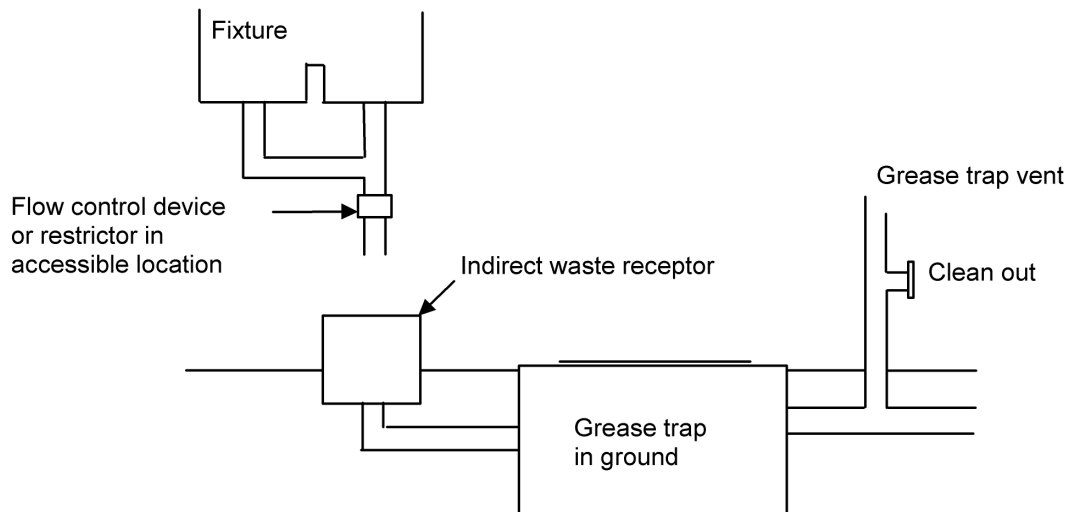 Fixture
Grease trap vent
Flow control device
or restrictor in
accessible location
Indirect waste receptor
Clean out
Grease trap
in ground